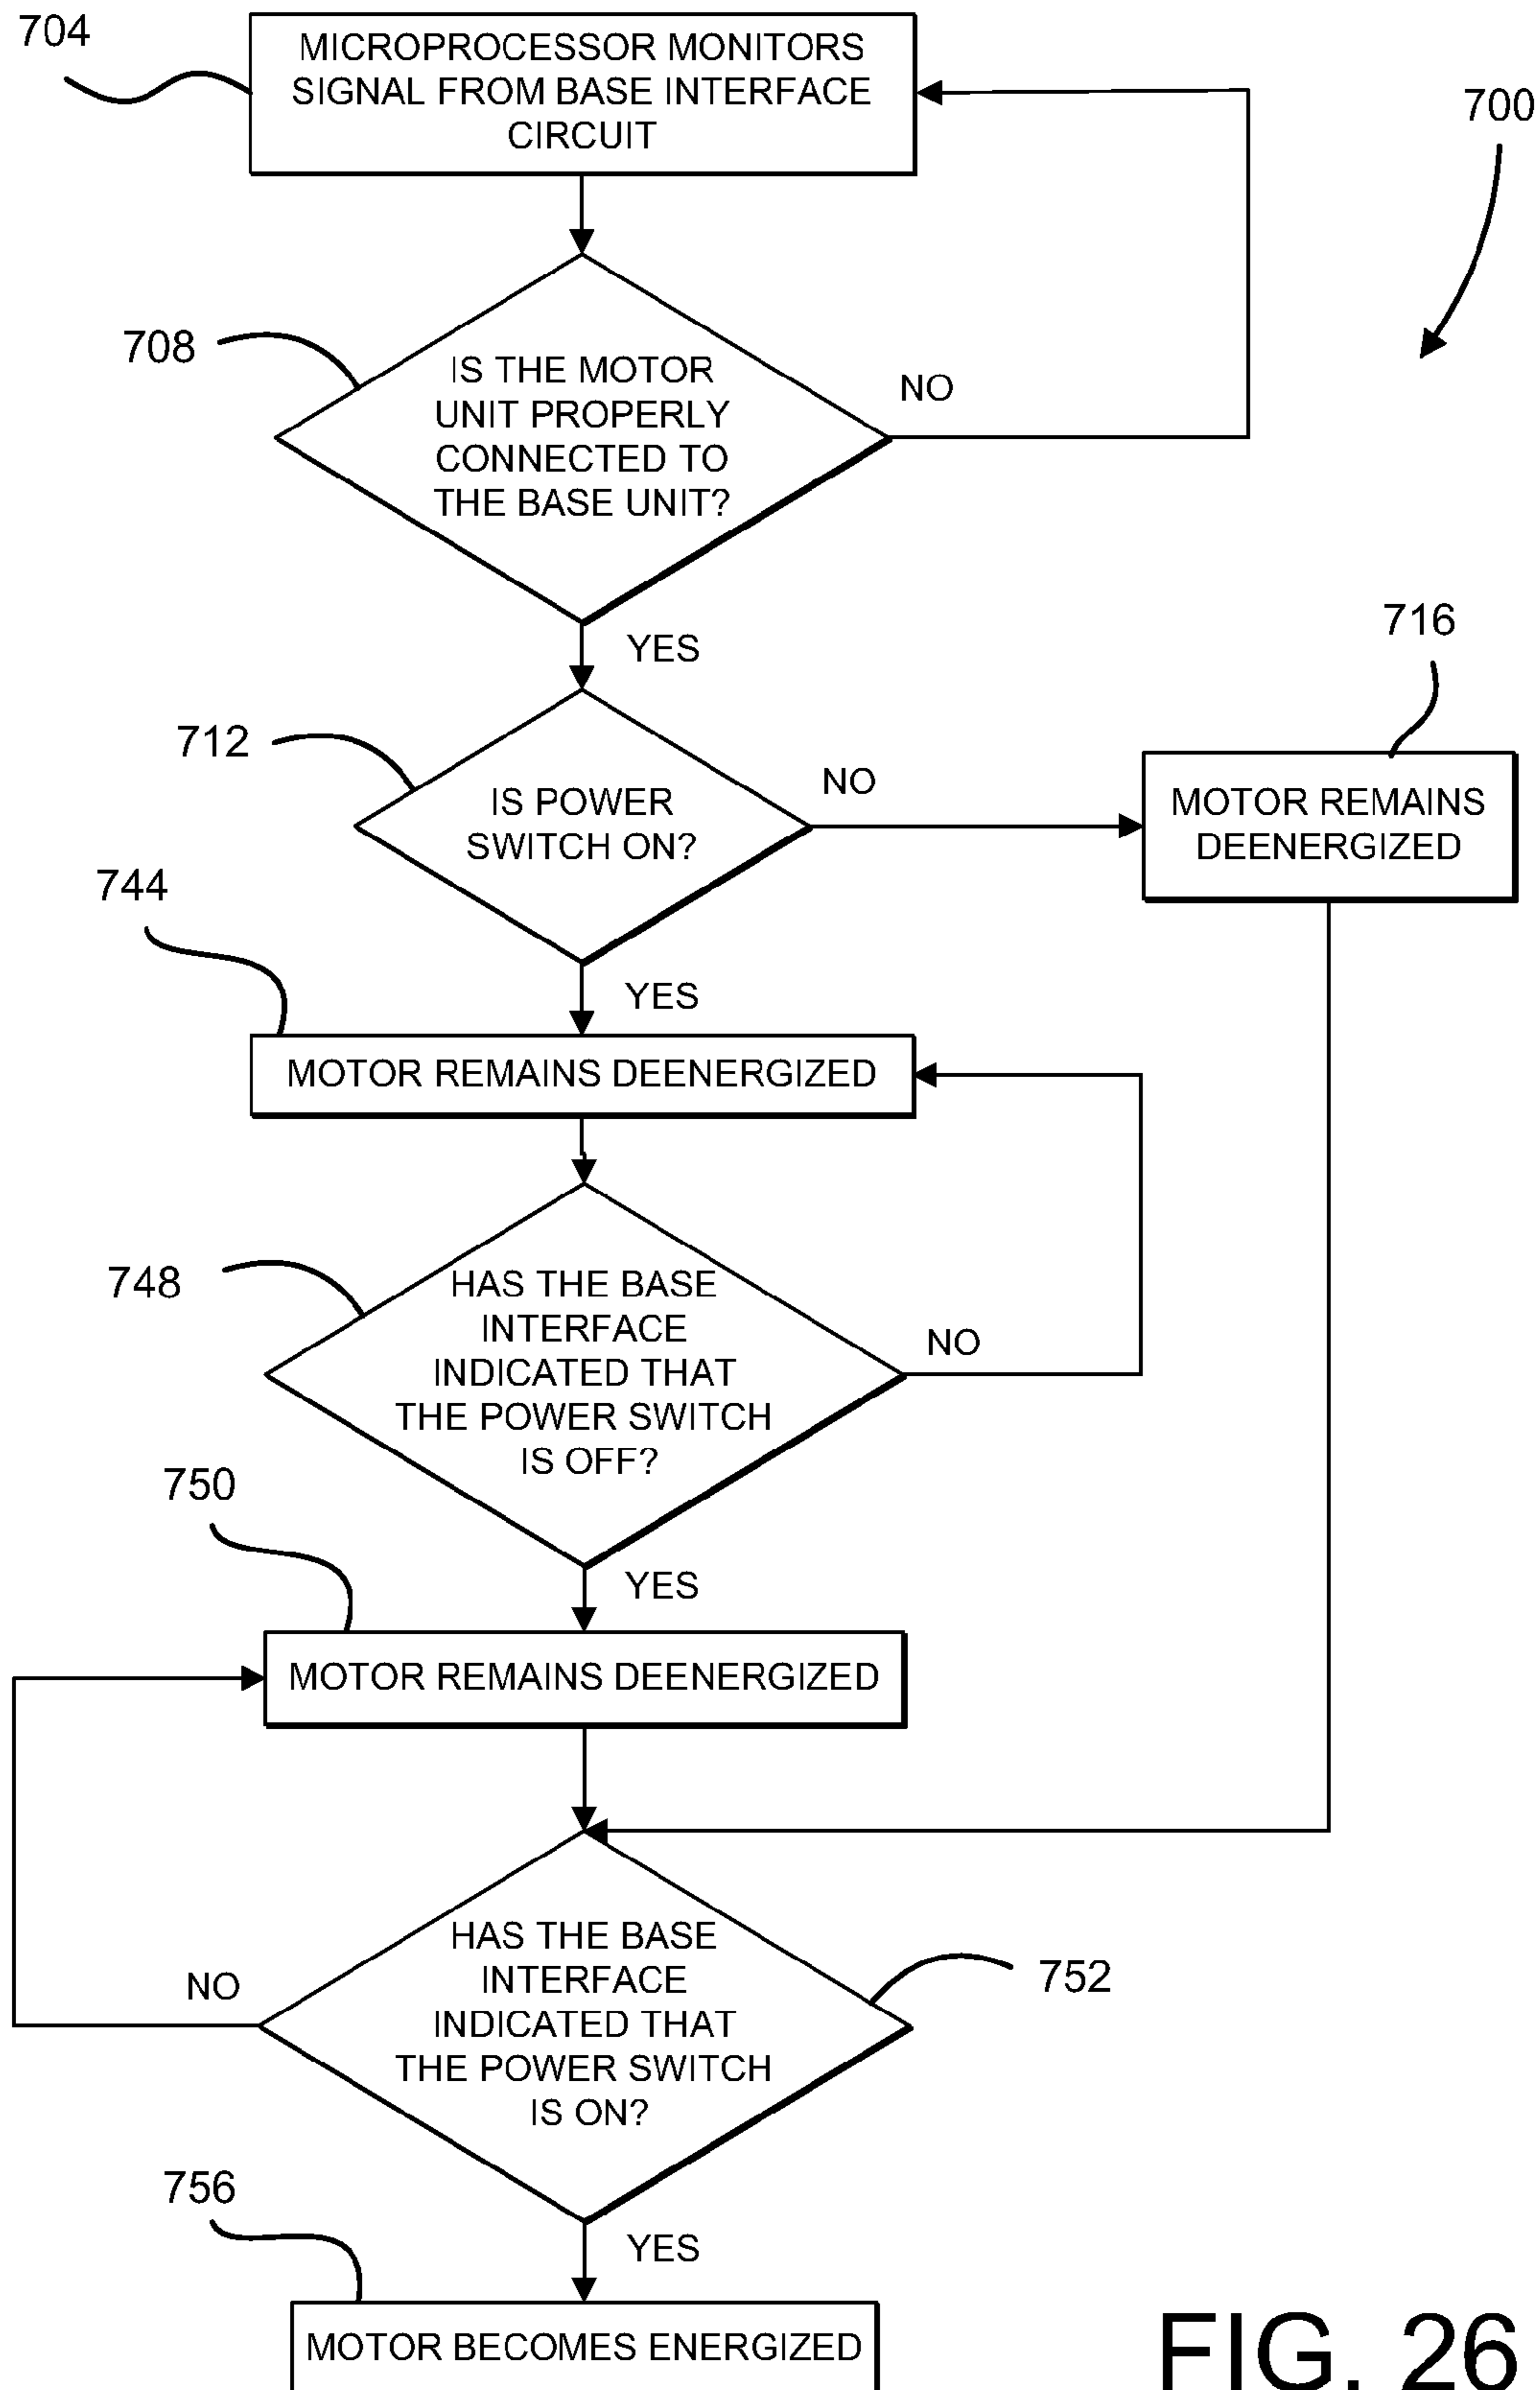 704
MICROPROCESSOR MONITORS
SIGNAL FROM BASE INTERFACE
CIRCUIT
700
708
IS THE MOTOR
UNIT PROPERLY
CONNECTED TO
THE BASE UNIT?
NO
YES
716
712
IS POWER
SWITCH ON?
NO
MOTOR REMAINS
DEENERGIZED
744
YES
MOTOR REMAINS DEENERGIZED
748
HAS THE BASE
INTERFACE
INDICATED THAT
THE POWER SWITCH
IS OFF?
NO
750
YES
MOTOR REMAINS DEENERGIZED
HAS THE BASE
INTERFACE
INDICATED THAT
THE POWER SWITCH
IS ON?
NO
752
756
YES
MOTOR BECOMES ENERGIZED
FIG. 26